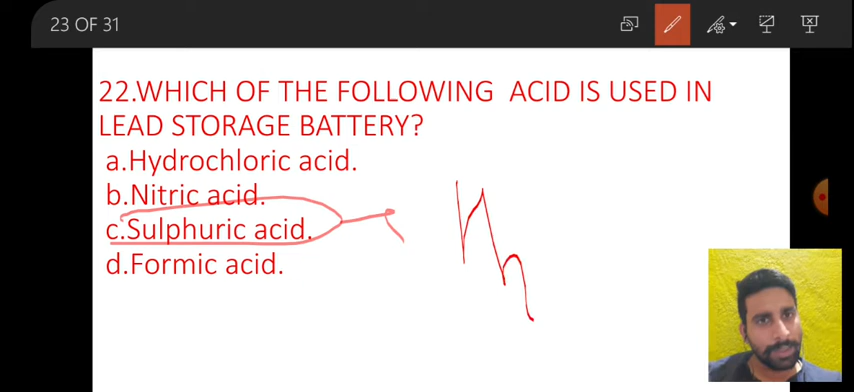 23 OF 31
22.WHICH OF THE FOLLOWING ACID IS USED IN
LEAD STORAGE BATTERY?
a.Hydrochloric acid.
b.Nitric acid.
c.Sulphuric acid.
d.Formic acid.